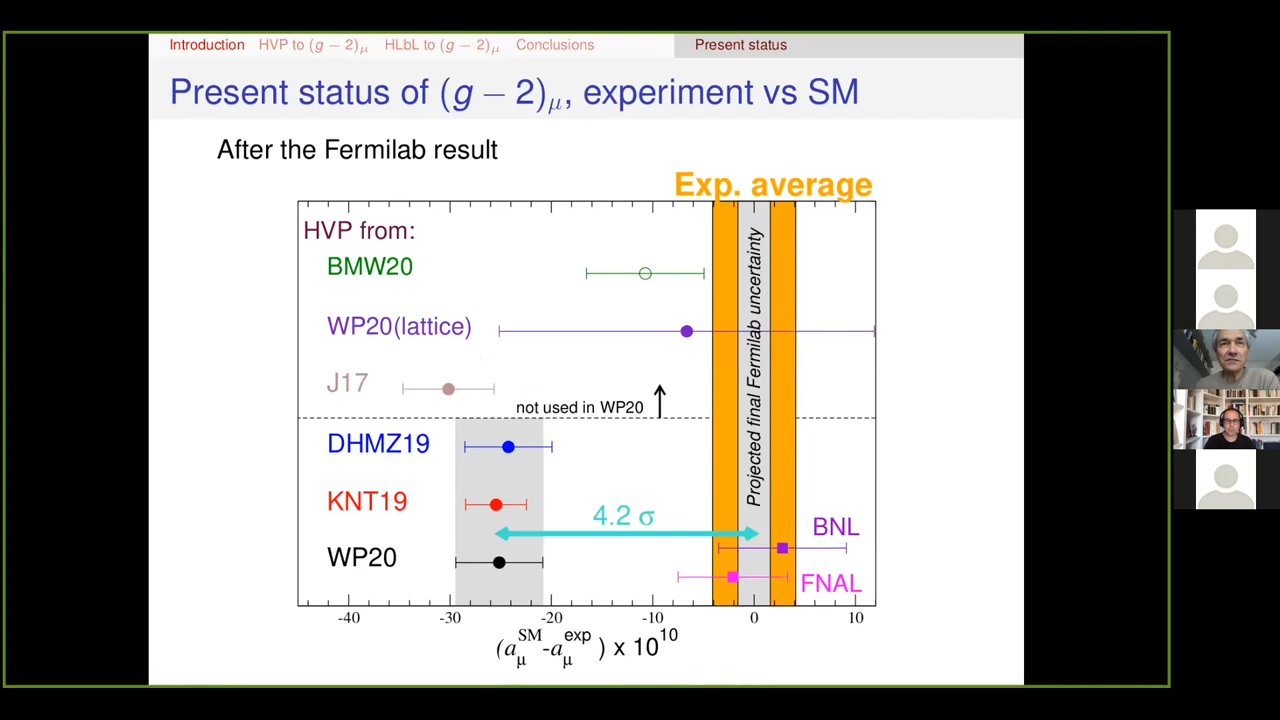 Introduction HVP to (g − 2)μ HLbL to (g − 2)μ Conclusions Present status
Present status of (g − 2)μ, experiment vs SM
After the Fermilab result
Exp. average
HVP from:
BMW20
WP20(lattice)
J17
not used in WP20
Projected final Fermilab uncertainty
DHMZ19
KNT19
4.2 σ
BNL
WP20
FNAL
-40 -30 -20 -10 0 10
(aμSM-aμexp) x 1010